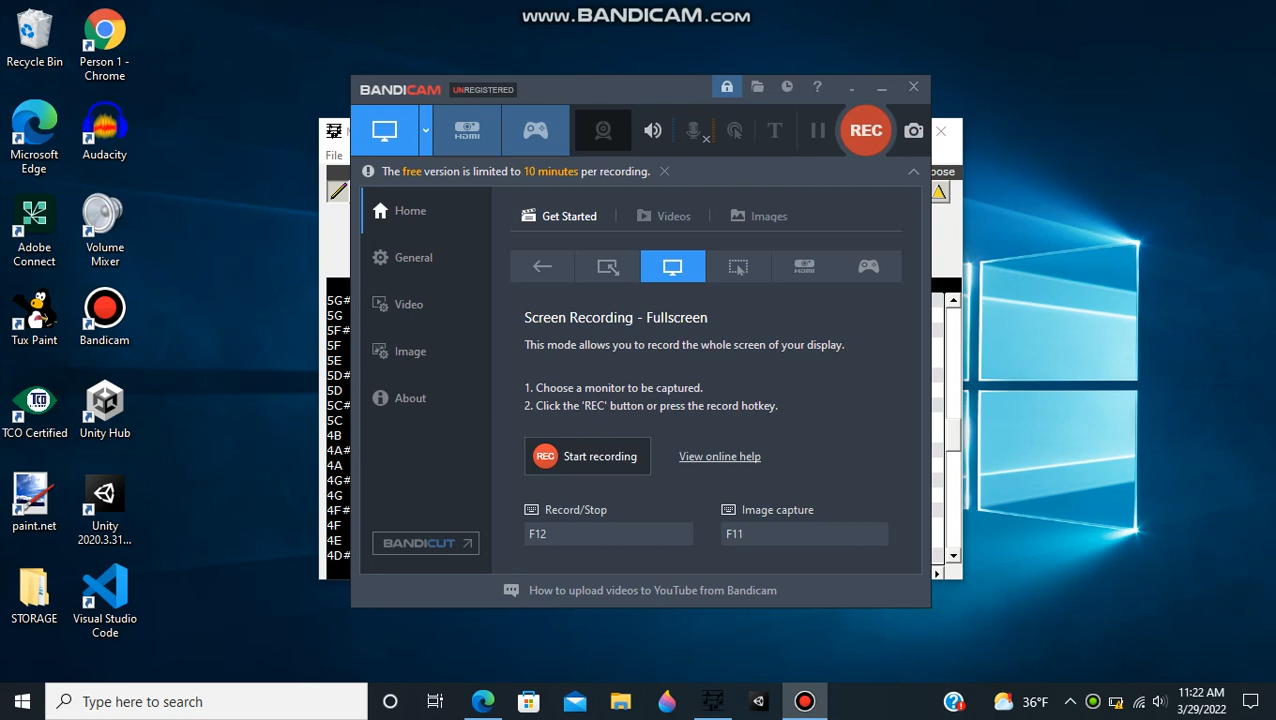 www.BANDICAM.com
Recycle Bin
Person 1 -
Chrome
Microsoft
Edge
Audacity
Adobe
Connect
Volume
Mixer
Tux Paint
Bandicam
TCO Certified
Unity Hub
paint.net
Unity
2020.3.31...
STORAGE
Visual Studio
Code
BANDICAM UNREGISTERED
?
HDMI
T
REC
The free version is limited to 10 minutes per recording.
Home
General
Video
Image
About
BANDICUT
Get Started
Videos
Images
HDMI
Screen Recording - Fullscreen
This mode allows you to record the whole screen of your display.
1. Choose a monitor to be captured.
2. Click the 'REC' button or press the record hotkey.
REC Start recording
View online help
Record/Stop
Image capture
F12
F11
How to upload videos to YouTube from Bandicam
File
ose
5G#
5G
5F#
5F
5E
5D#
5D
5C#
5C
4B
4A#
4A
4G#
4G
4F#
4F
4E
4D#
Type here to search
36°F
11:22 AM
3/29/2022